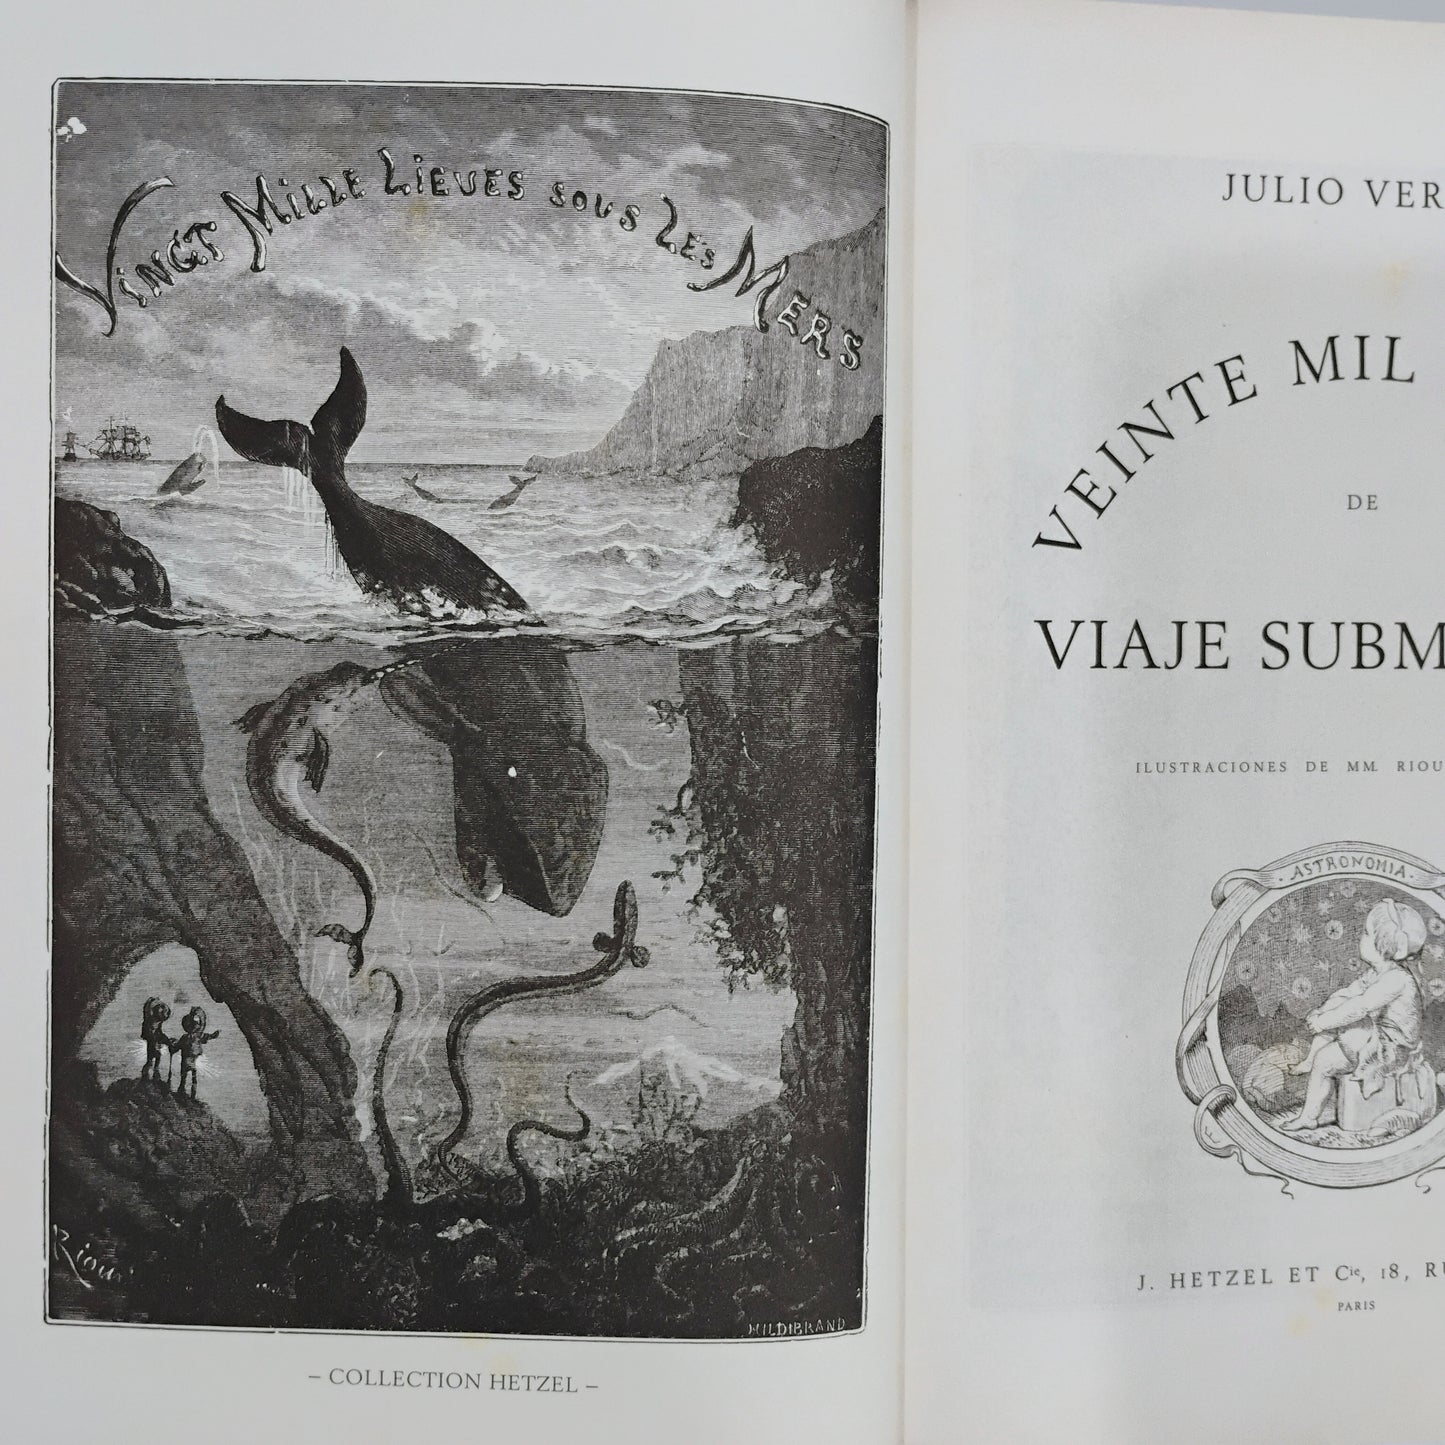 Vingt Mille Lieues sous Les Mers
Riou
HILDIBRAND
– COLLECTION HETZEL –
JULIO VER
VEINTE MIL
DE
VIAJE SUBM
ILUSTRACIONES DE MM. RIOU
ASTRONOMIA
J. HETZEL ET Cie, 18, RU
PARIS